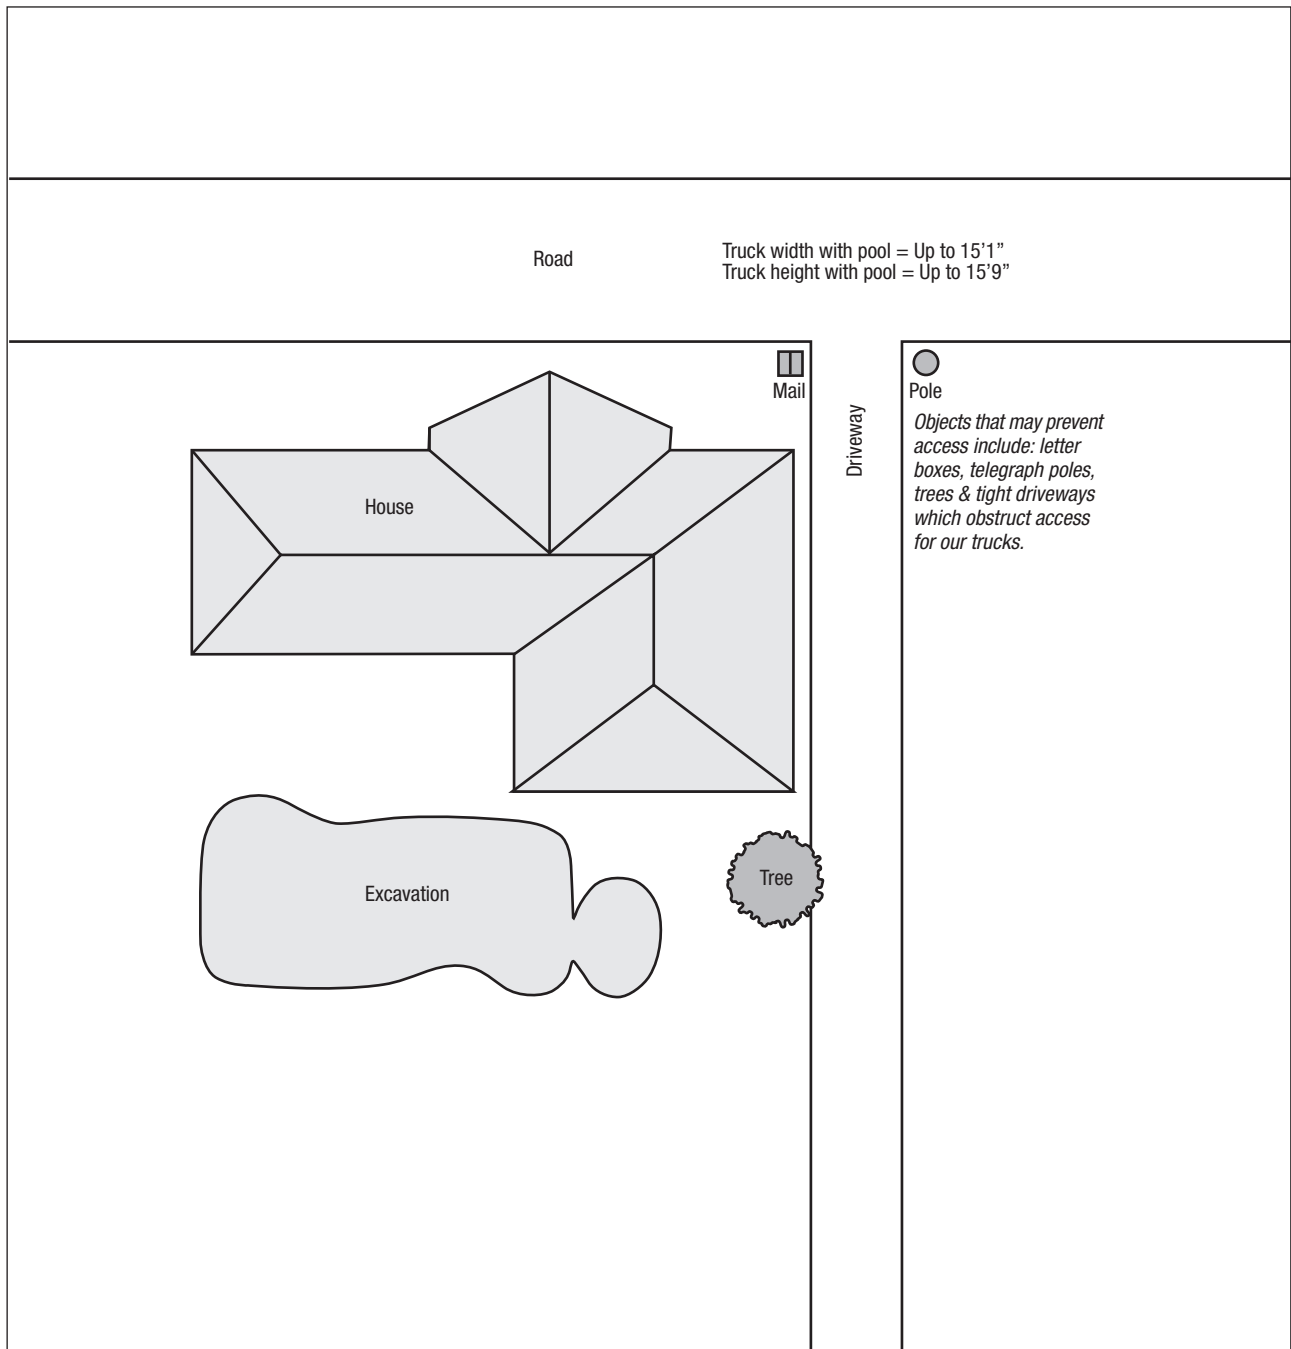 Road
Truck width with pool = Up to 15’1”
Truck height with pool = Up to 15’9”
Mail
Pole
Driveway
Objects that may prevent
access include: letter
boxes, telegraph poles,
trees & tight driveways
which obstruct access
for our trucks.
House
Tree
Excavation